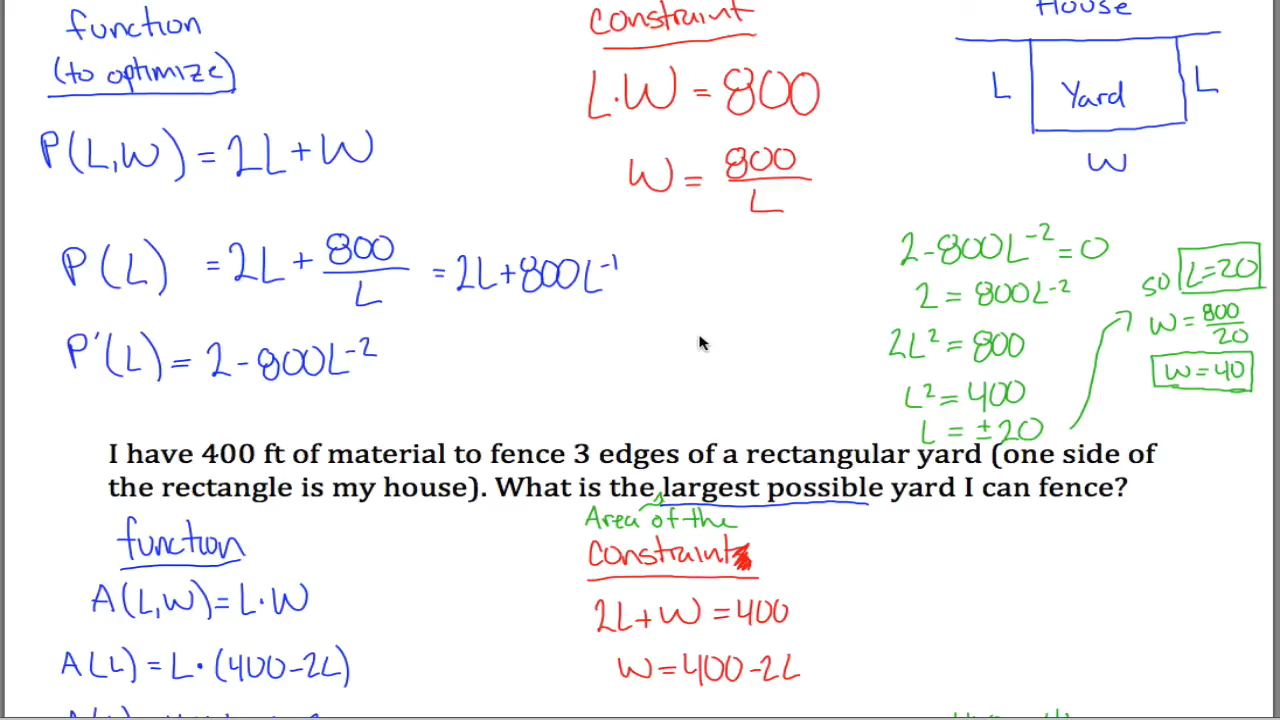 function
(to optimize)
P(L,W) = 2L + W
P(L) = 2L + 800/L = 2L + 800L⁻¹
P'(L) = 2 - 800L⁻²
Constraint
L·W = 800
W = 800/L
House
L Yard L
W
2 - 800L⁻² = 0
2 = 800L⁻²
2L² = 800
L² = 400
L = ±20
so L = 20
W = 800/20
W = 40
I have 400 ft of material to fence 3 edges of a rectangular yard (one side of
the rectangle is my house). What is the largest possible yard I can fence?
Area of the
function
A(L,W) = L·W
A(L) = L·(400-2L)
constraint
2L + W = 400
W = 400-2L